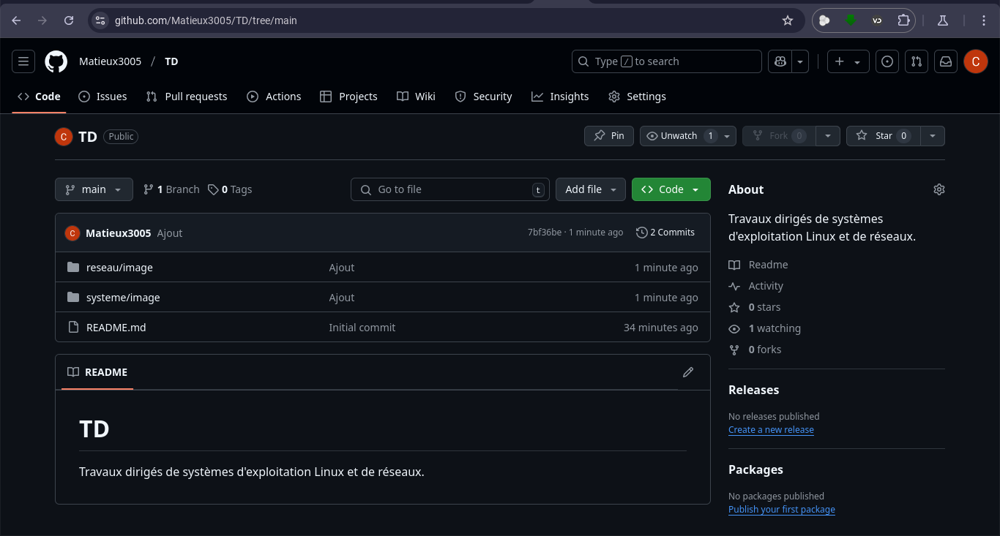 github.com/Matieux3005/TD/tree/main
VD
Matieux3005 / TD
Type / to search
C
Code
Issues
Pull requests
Actions
Projects
Wiki
Security
Insights
Settings
C
TD
Public
Pin
Unwatch 1
Fork 0
Star 0
main
1 Branch
0 Tags
Go to file
t
Add file
Code
C
Matieux3005 Ajout
7bf36be · 1 minute ago
2 Commits
reseau/image
Ajout
1 minute ago
systeme/image
Ajout
1 minute ago
README.md
Initial commit
34 minutes ago
README
TD
Travaux dirigés de systèmes d'exploitation Linux et de réseaux.
About
Travaux dirigés de systèmes
d'exploitation Linux et de réseaux.
Readme
Activity
0 stars
1 watching
0 forks
Releases
No releases published
Create a new release
Packages
No packages published
Publish your first package